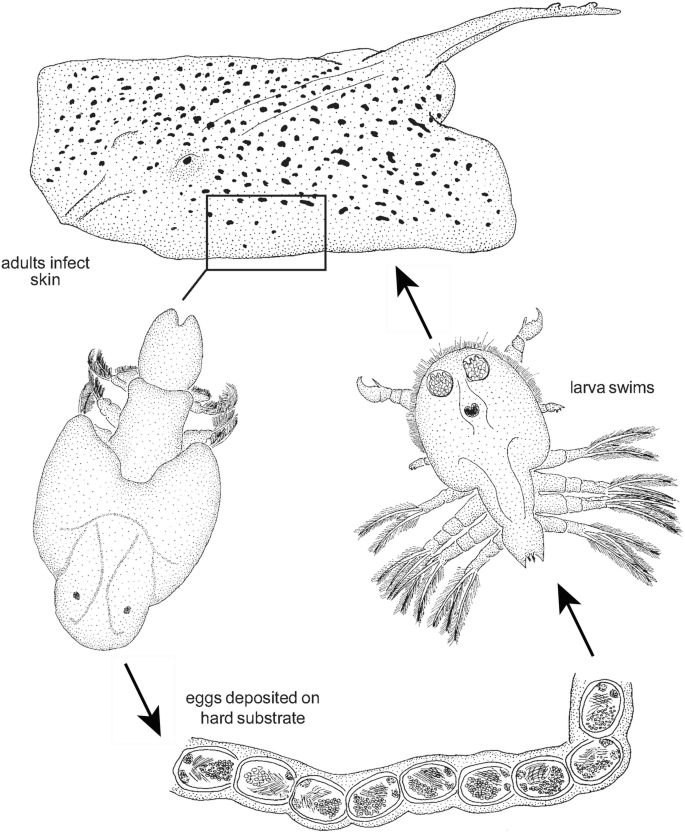 adults infect
skin
larva swims
eggs deposited on
hard substrate